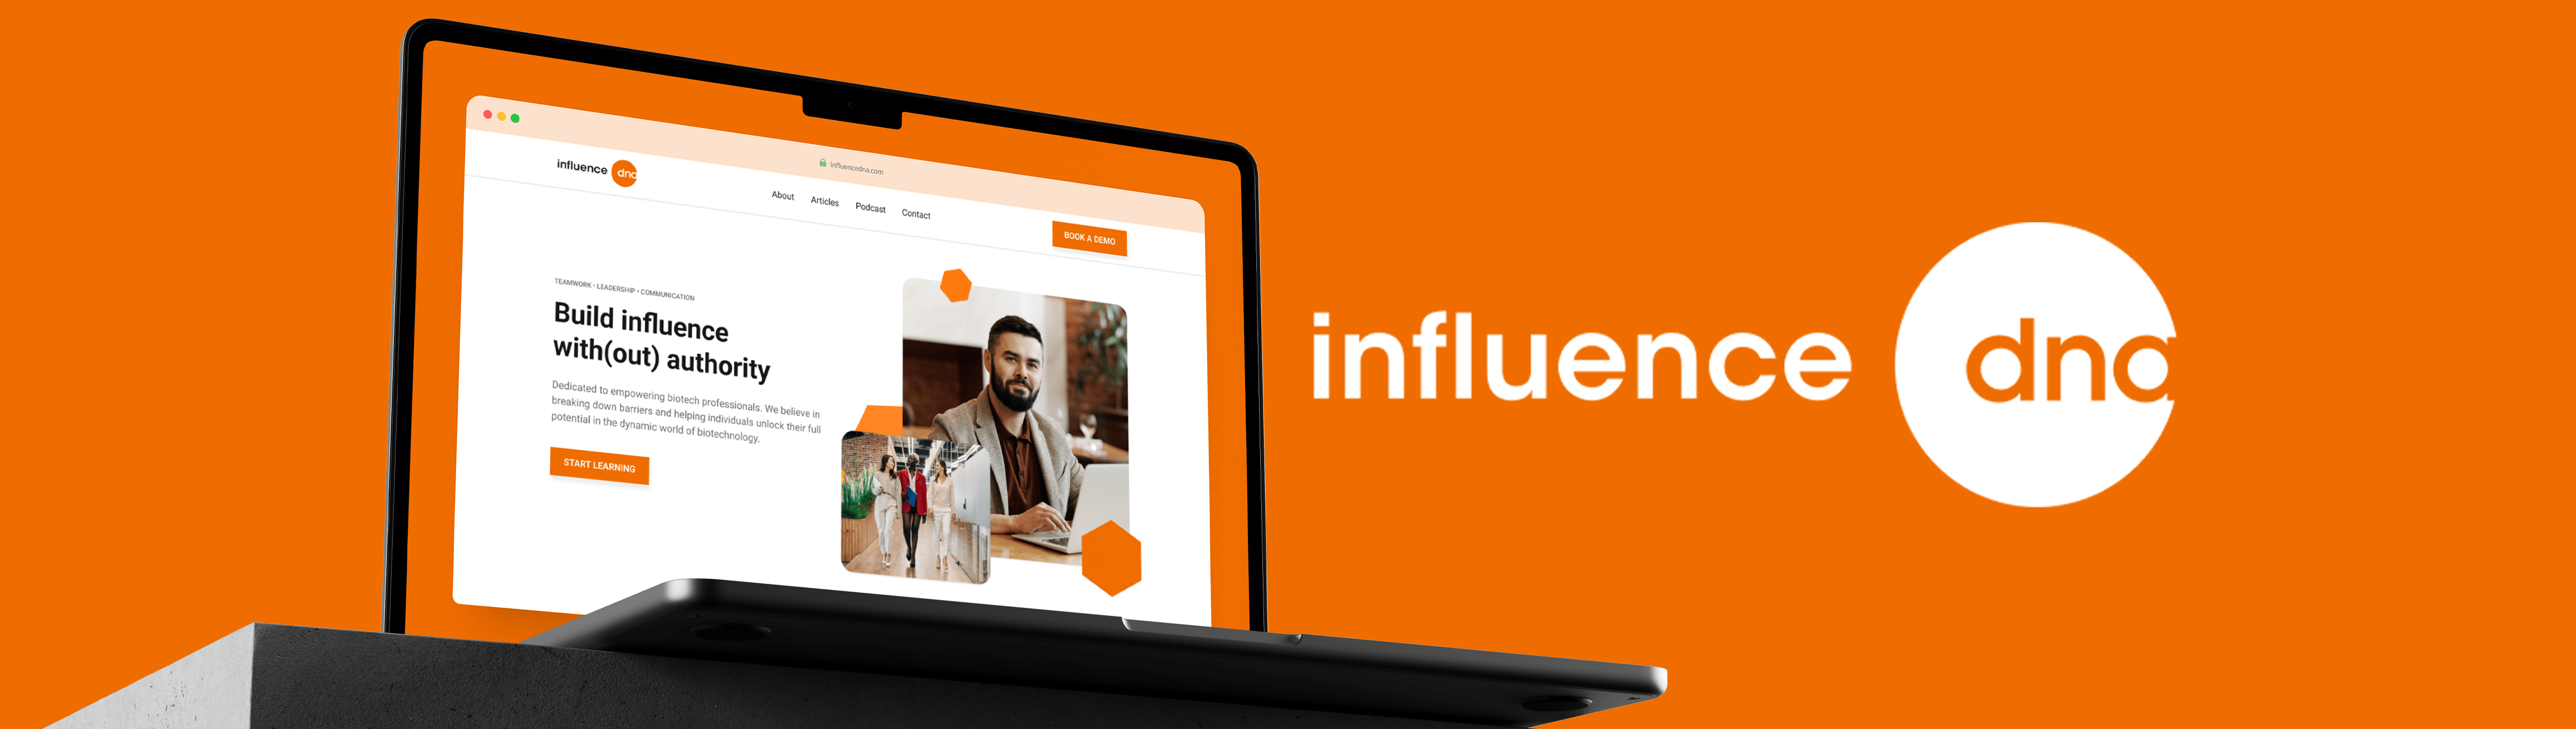 influencedna.com
influence dna
About Articles Podcast Contact
BOOK A DEMO
TEAMWORK • LEADERSHIP • COMMUNICATION
Build influence
with(out) authority
Dedicated to empowering biotech professionals. We believe in
breaking down barriers and helping individuals unlock their full
potential in the dynamic world of biotechnology.
START LEARNING
influence dna